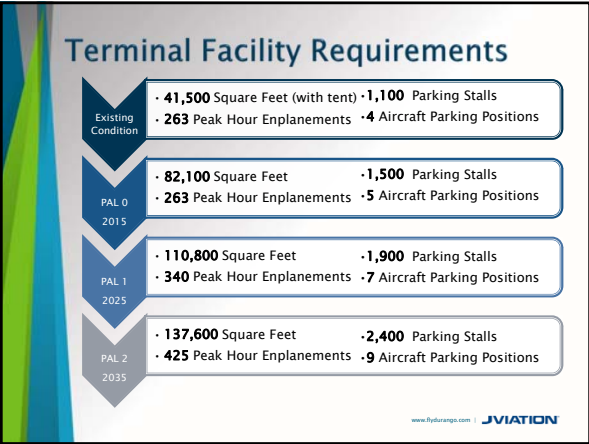 Terminal Facility Requirements
Existing
Condition
· 41,500 Square Feet (with tent)
· 263 Peak Hour Enplanements
·1,100 Parking Stalls
·4 Aircraft Parking Positions
PAL 0
2015
· 82,100 Square Feet
· 263 Peak Hour Enplanements
·1,500 Parking Stalls
·5 Aircraft Parking Positions
PAL 1
2025
· 110,800 Square Feet
· 340 Peak Hour Enplanements
·1,900 Parking Stalls
·7 Aircraft Parking Positions
PAL 2
2035
· 137,600 Square Feet
· 425 Peak Hour Enplanements
·2,400 Parking Stalls
·9 Aircraft Parking Positions
www.flydurango.com | JVIATION